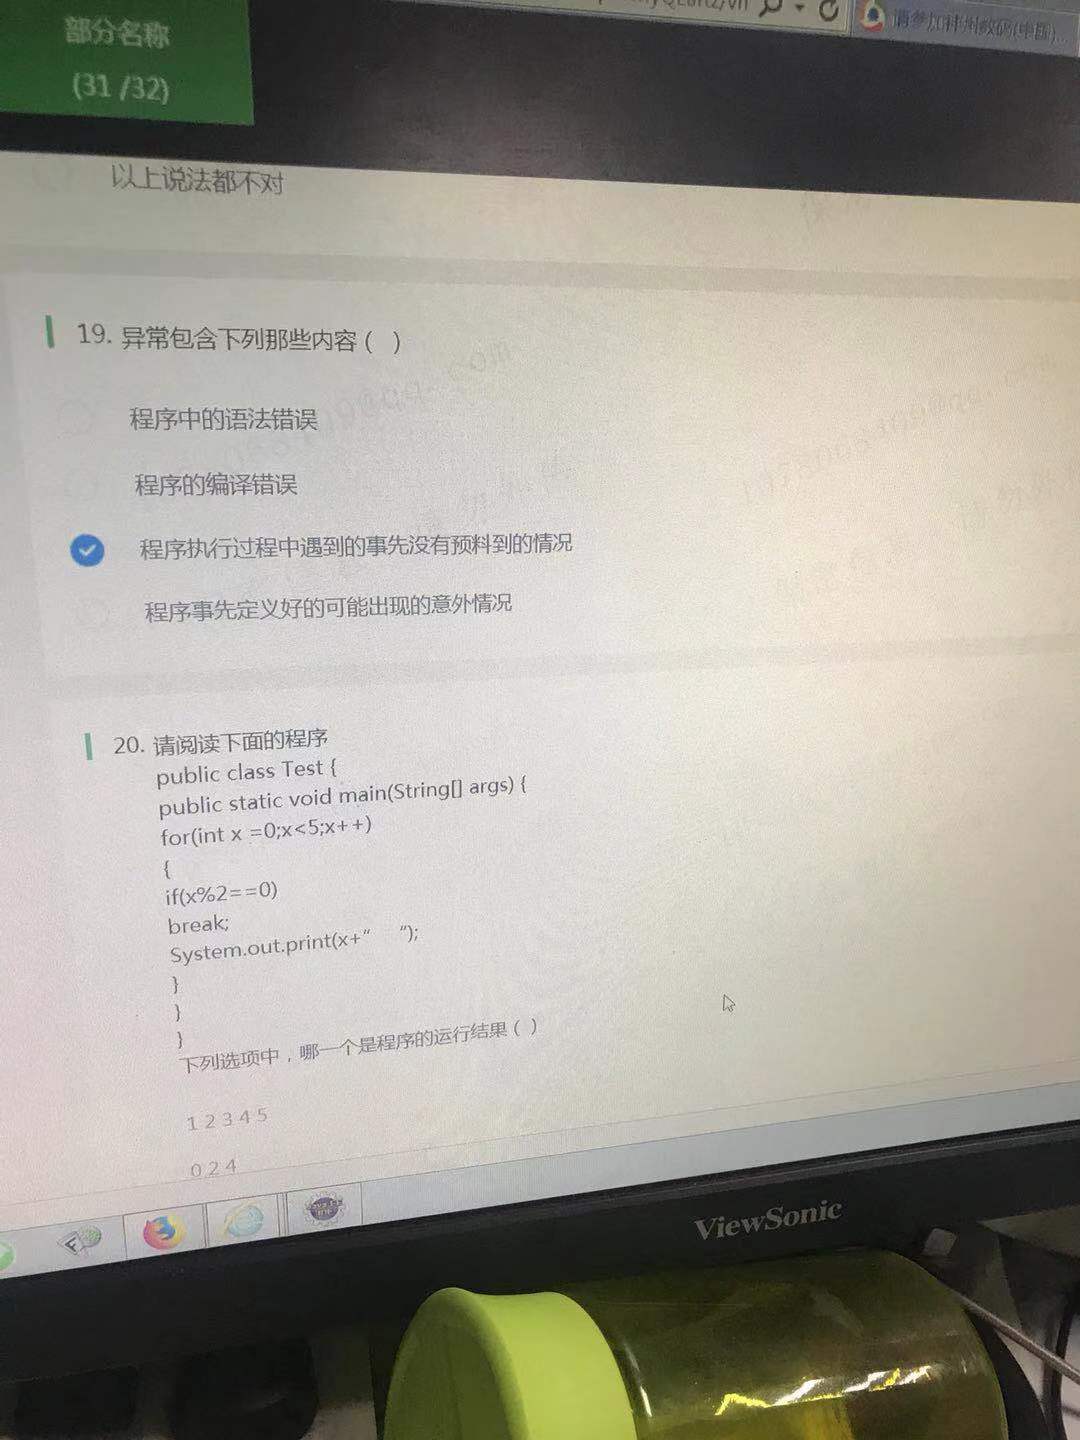 部分名称
(31 /32)
以上说法都不对
19. 异常包含下列那些内容 ( )
程序中的语法错误
程序的编译错误
程序执行过程中遇到的事先没有预料到的情况
程序事先定义好的可能出现的意外情况
20. 请阅读下面的程序
public class Test {
public static void main(String[] args) {
for(int x =0;x<5;x++)
{
if(x%2==0)
break;
System.out.print(x+“ “);
}
}
}
下列选项中，哪一个是程序的运行结果 ( )
1 2 3 4 5
0 2 4
ViewSonic